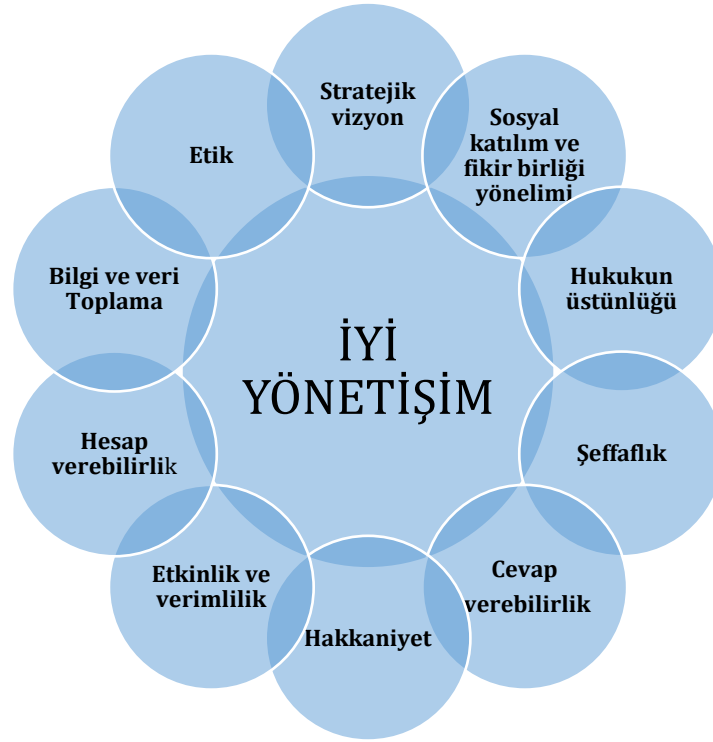 Stratejik
vizyon
Sosyal
katılım ve
fikir birliği
yönelimi
Hukukun
üstünlüğü
Şeffaflık
Cevap
verebilirlik
Hakkaniyet
Etkinlik ve
verimlilik
Hesap
verebilirlik
Bilgi ve veri
Toplama
Etik
İYİ
YÖNETİŞİM